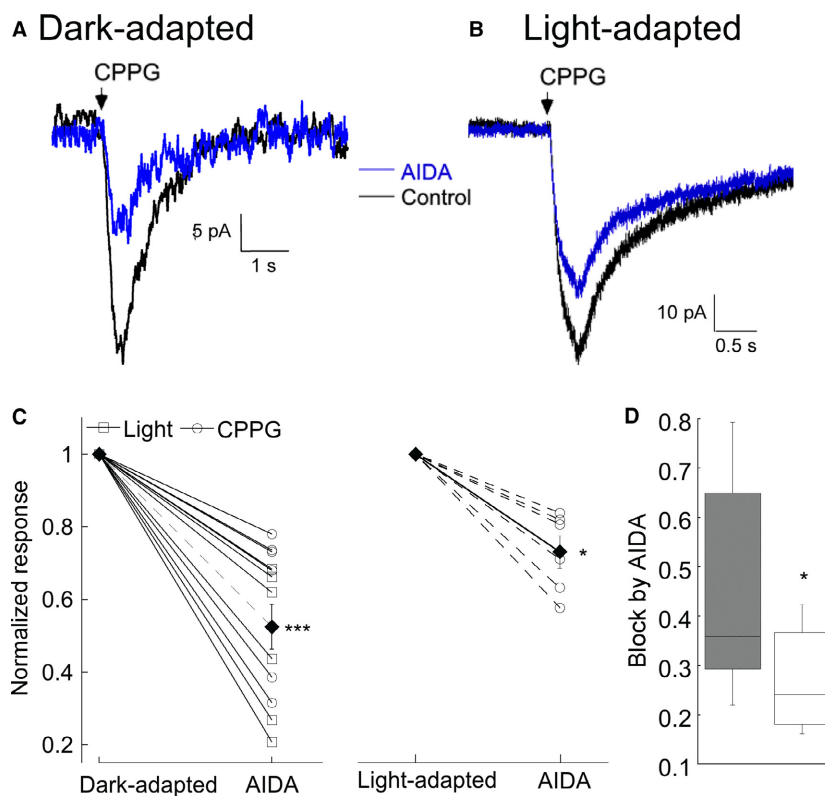 A Dark-adapted
B Light-adapted
CPPG
CPPG
AIDA
Control
5 pA
1 s
10 pA
0.5 s
C
Light CPPG
Normalized response
1
0.8
0.6
0.4
0.2
***
*
Dark-adapted AIDA
Light-adapted AIDA
D
Block by AIDA
0.8
0.7
0.6
0.5
0.4
0.3
0.2
0.1
*